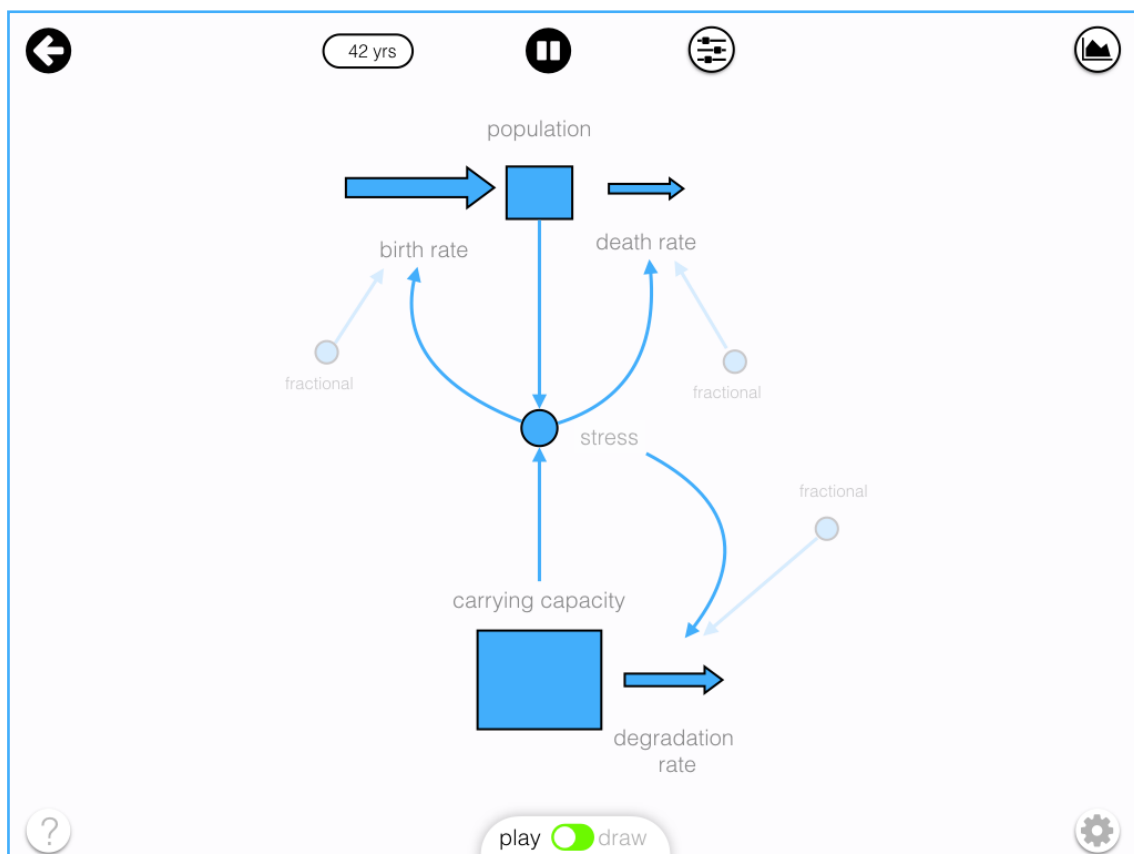 42 yrs
population
birth rate
death rate
fractional
fractional
stress
fractional
carrying capacity
degradation
rate
?
play draw